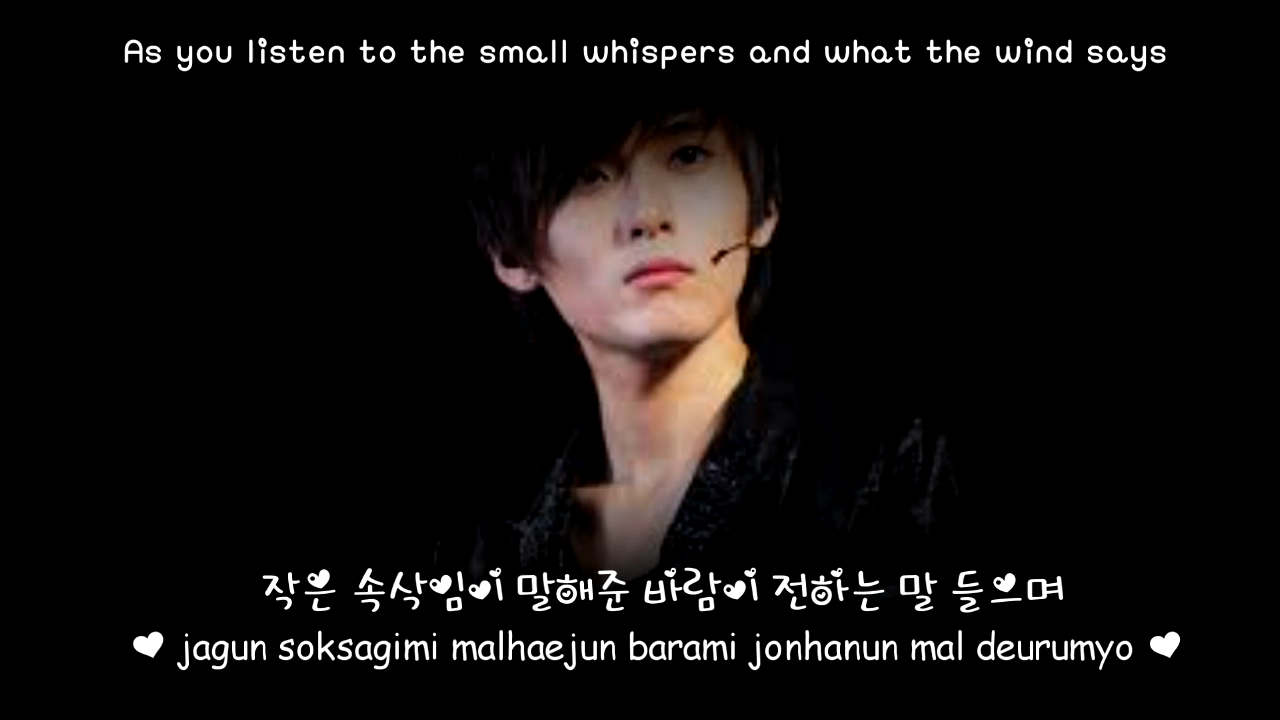 As you listen to the small whispers and what the wind says
작은 속삭임이 말해준 바람이 전하는 말 들으며
jagun soksagimi malhaejun barami jonhanun mal deurumyo